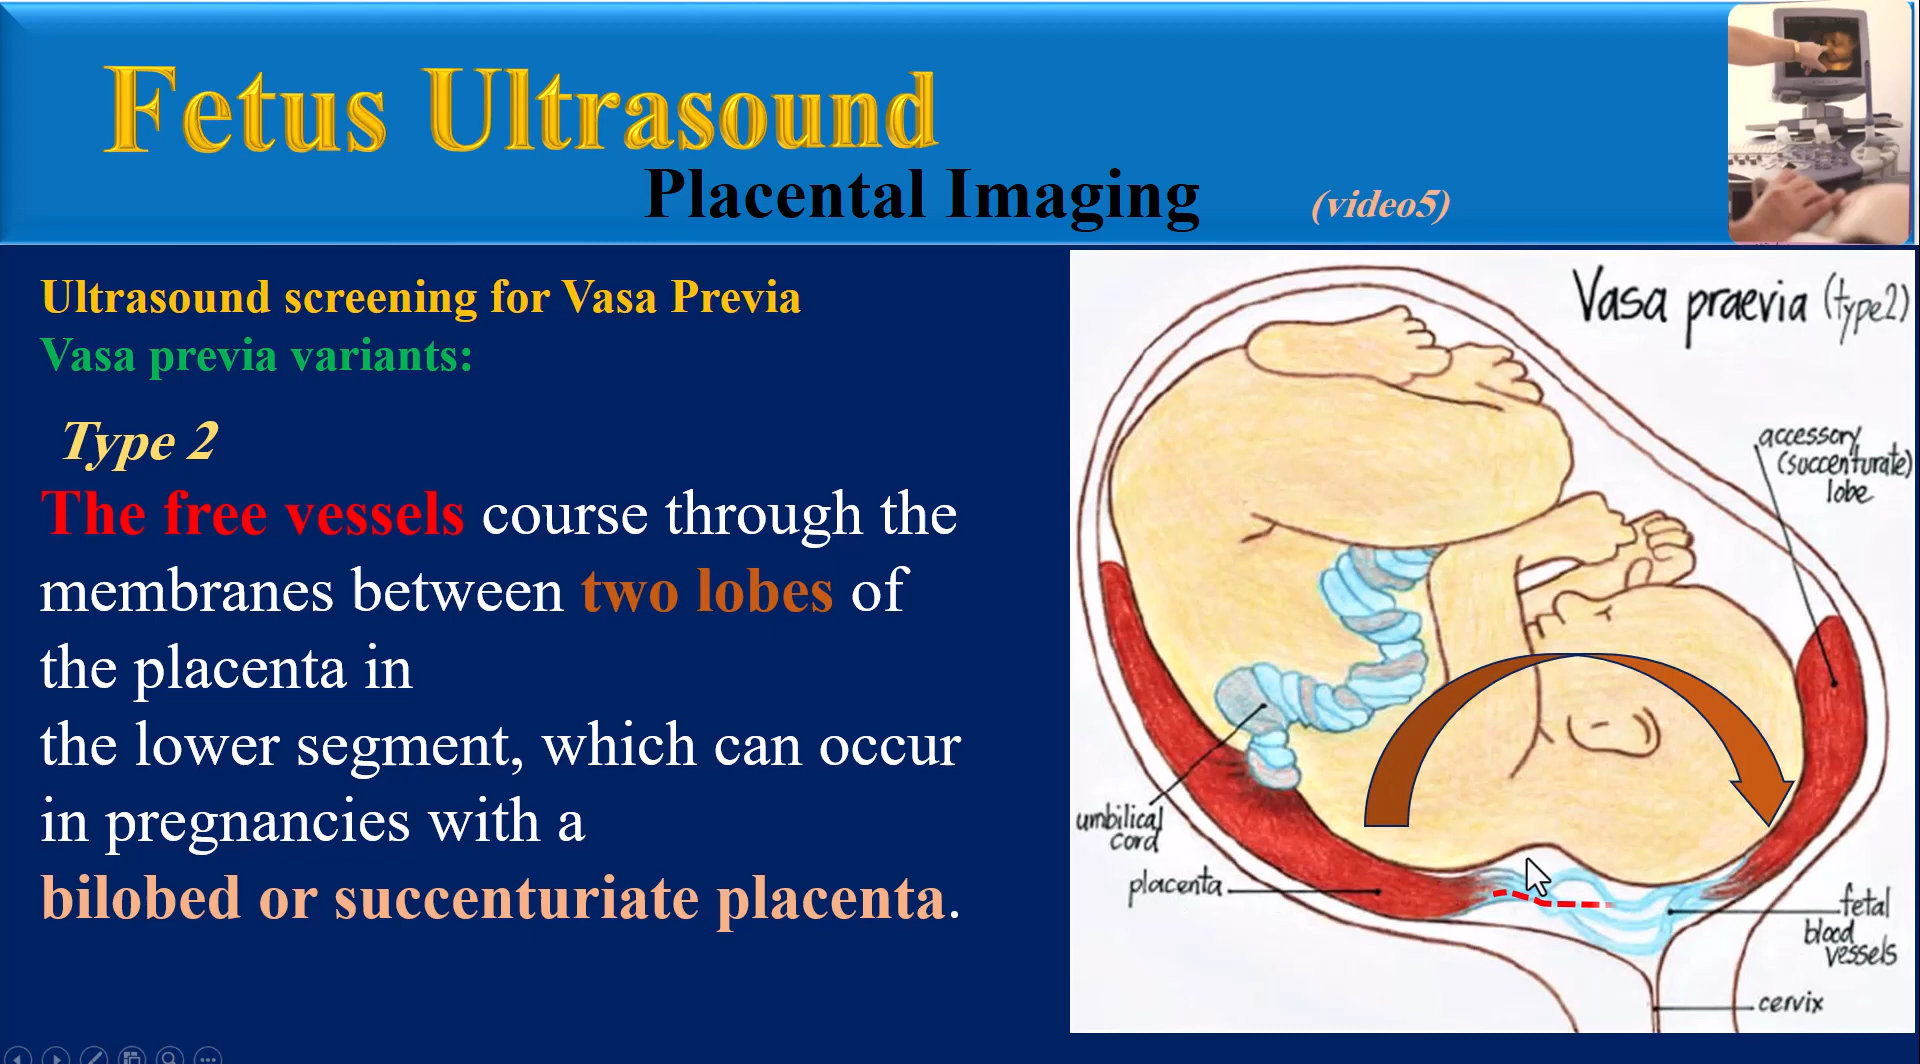 Fetus Ultrasound
Placental Imaging
(video5)
Ultrasound screening for Vasa Previa
Vasa previa variants:
Type 2
The free vessels course through the
membranes between two lobes of
the placenta in
the lower segment, which can occur
in pregnancies with a
bilobed or succenturiate placenta.
Vasa praevia (type2)
accessory
(succenturate)
lobe
umbilical
cord
placenta
fetal
blood
vessels
cervix